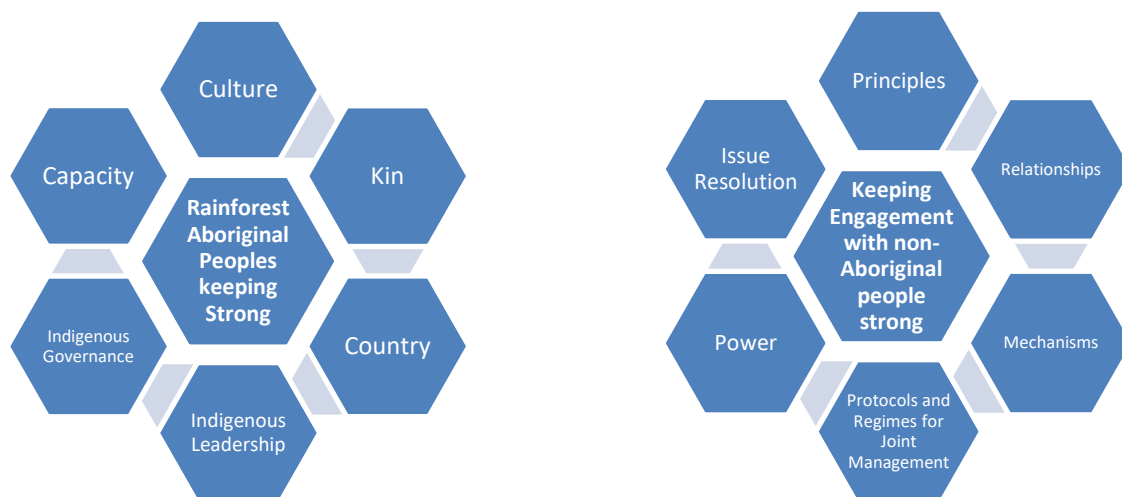 Culture
Capacity
Kin
Rainforest
Aboriginal
Peoples
keeping
Strong
Indigenous
Governance
Country
Indigenous
Leadership
Principles
Issue
Resolution
Relationships
Keeping
Engagement
with non-
Aboriginal
people
strong
Power
Mechanisms
Protocols and
Regimes for
Joint
Management